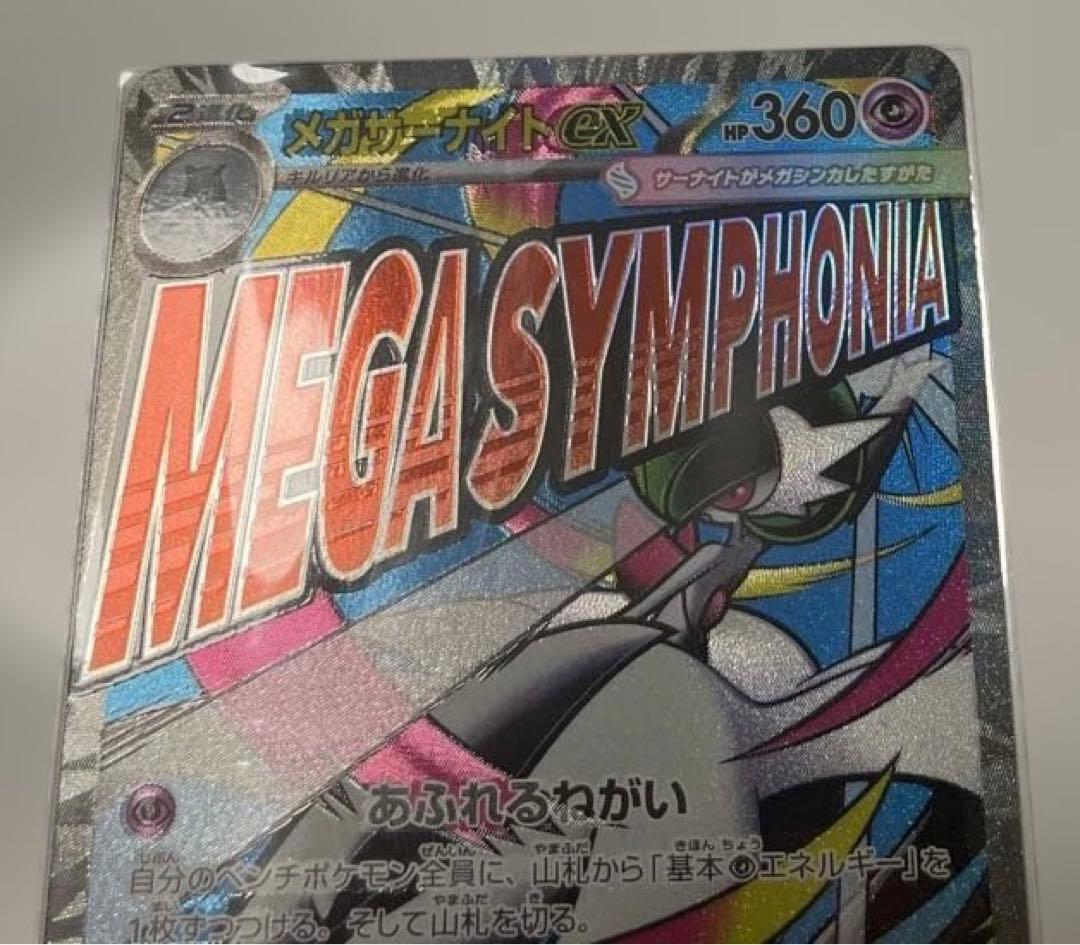 2進化
メガサーナイトex
HP 360
キルリアから進化
サーナイトがメガシンカしたすがた
MEGA SYMPHONIA
あふれるねがい
自分のベンチポケモン全員に、山札から「基本エネルギー」を
1枚ずつつける。そして山札を切る。